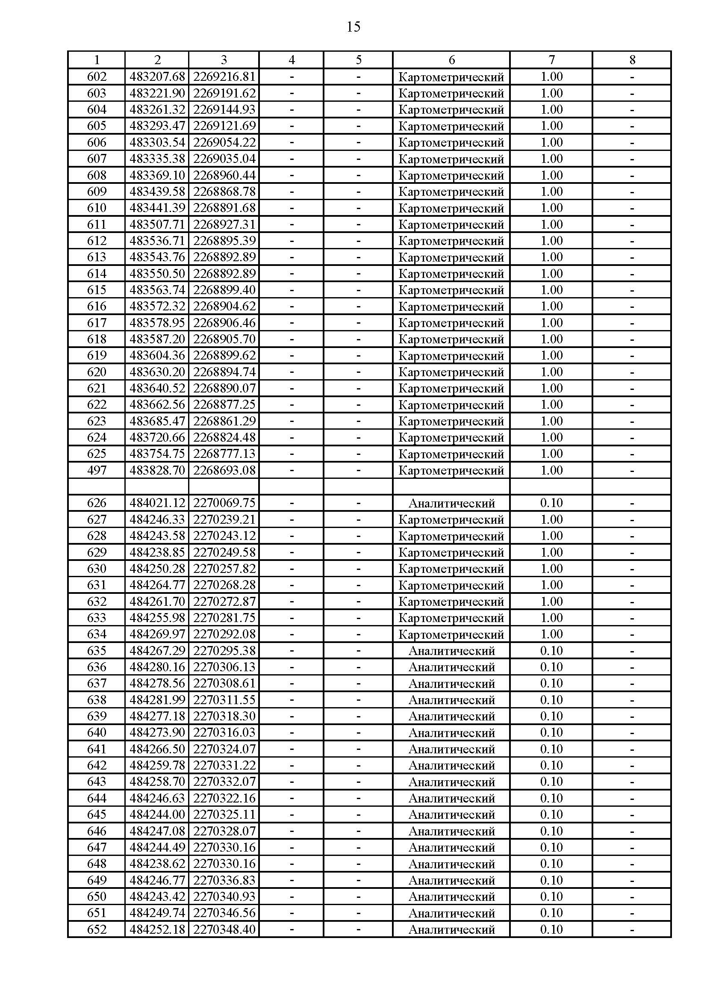 15
1 2 3 4 5 6 7 8
602 483207.68 2269216.81 - - Картометрический 1.00 -
603 483221.90 2269191.62 - - Картометрический 1.00 -
604 483261.32 2269144.93 - - Картометрический 1.00 -
605 483293.47 2269121.69 - - Картометрический 1.00 -
606 483303.54 2269054.22 - - Картометрический 1.00 -
607 483335.38 2269035.04 - - Картометрический 1.00 -
608 483369.10 2268960.44 - - Картометрический 1.00 -
609 483439.58 2268868.78 - - Картометрический 1.00 -
610 483441.39 2268891.68 - - Картометрический 1.00 -
611 483507.71 2268927.31 - - Картометрический 1.00 -
612 483536.71 2268895.39 - - Картометрический 1.00 -
613 483543.76 2268892.89 - - Картометрический 1.00 -
614 483550.50 2268892.89 - - Картометрический 1.00 -
615 483563.74 2268899.40 - - Картометрический 1.00 -
616 483572.32 2268904.62 - - Картометрический 1.00 -
617 483578.95 2268906.46 - - Картометрический 1.00 -
618 483587.20 2268905.70 - - Картометрический 1.00 -
619 483604.36 2268899.62 - - Картометрический 1.00 -
620 483630.20 2268894.74 - - Картометрический 1.00 -
621 483640.52 2268890.07 - - Картометрический 1.00 -
622 483662.56 2268877.25 - - Картометрический 1.00 -
623 483685.47 2268861.29 - - Картометрический 1.00 -
624 483720.66 2268824.48 - - Картометрический 1.00 -
625 483754.75 2268777.13 - - Картометрический 1.00 -
497 483828.70 2268693.08 - - Картометрический 1.00 -
626 484021.12 2270069.75 - - Аналитический 0.10 -
627 484246.33 2270239.21 - - Картометрический 1.00 -
628 484243.58 2270243.12 - - Картометрический 1.00 -
629 484238.85 2270249.58 - - Картометрический 1.00 -
630 484250.28 2270257.82 - - Картометрический 1.00 -
631 484264.77 2270268.28 - - Картометрический 1.00 -
632 484261.70 2270272.87 - - Картометрический 1.00 -
633 484255.98 2270281.75 - - Картометрический 1.00 -
634 484269.97 2270292.08 - - Картометрический 1.00 -
635 484267.29 2270295.38 - - Аналитический 0.10 -
636 484280.16 2270306.13 - - Аналитический 0.10 -
637 484278.56 2270308.61 - - Аналитический 0.10 -
638 484281.99 2270311.55 - - Аналитический 0.10 -
639 484277.18 2270318.30 - - Аналитический 0.10 -
640 484273.90 2270316.03 - - Аналитический 0.10 -
641 484266.50 2270324.07 - - Аналитический 0.10 -
642 484259.78 2270331.22 - - Аналитический 0.10 -
643 484258.70 2270332.07 - - Аналитический 0.10 -
644 484246.63 2270322.16 - - Аналитический 0.10 -
645 484244.00 2270325.11 - - Аналитический 0.10 -
646 484247.08 2270328.07 - - Аналитический 0.10 -
647 484244.49 2270330.16 - - Аналитический 0.10 -
648 484238.62 2270330.16 - - Аналитический 0.10 -
649 484246.77 2270336.83 - - Аналитический 0.10 -
650 484243.42 2270340.93 - - Аналитический 0.10 -
651 484249.74 2270346.56 - - Аналитический 0.10 -
652 484252.18 2270348.40 - - Аналитический 0.10 -